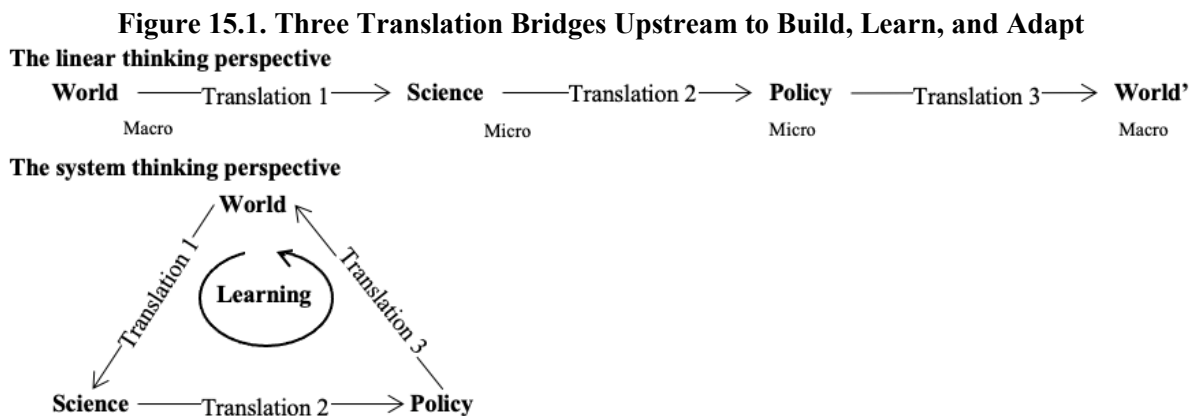 Figure 15.1. Three Translation Bridges Upstream to Build, Learn, and Adapt
The linear thinking perspective
World Translation 1 Science Translation 2 Policy Translation 3 World’
Macro Micro Micro Macro
The system thinking perspective
World
Translation 1
Translation 3
Learning
Science Translation 2 Policy